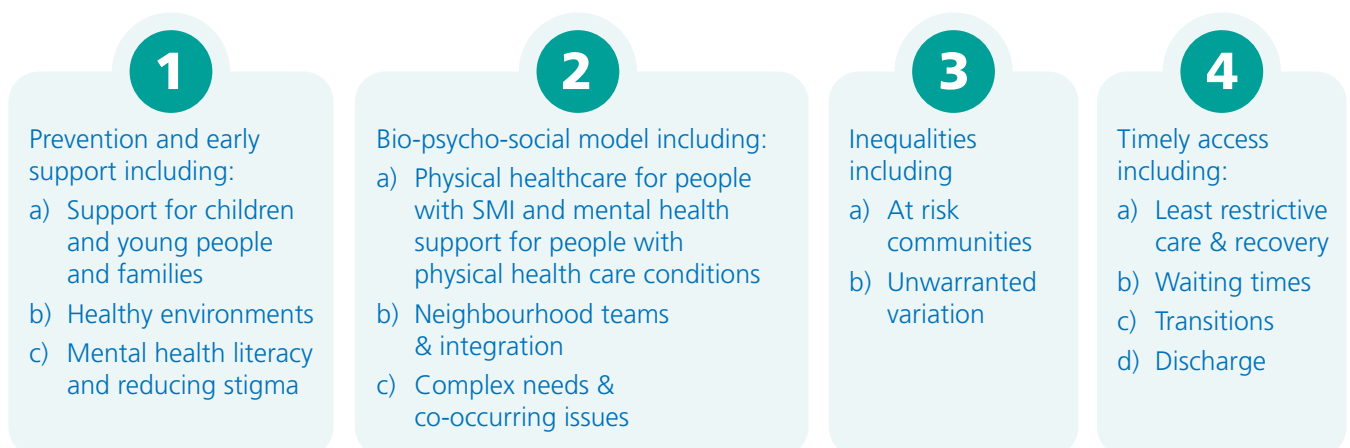 1
Prevention and early
support including:
a) Support for children
and young people
and families
b) Healthy environments
c) Mental health literacy
and reducing stigma
2
Bio-psycho-social model including:
a) Physical healthcare for people
with SMI and mental health
support for people with
physical health care conditions
b) Neighbourhood teams
& integration
c) Complex needs &
co-occurring issues
3
Inequalities
including
a) At risk
communities
b) Unwarranted
variation
4
Timely access
including:
a) Least restrictive
care & recovery
b) Waiting times
c) Transitions
d) Discharge